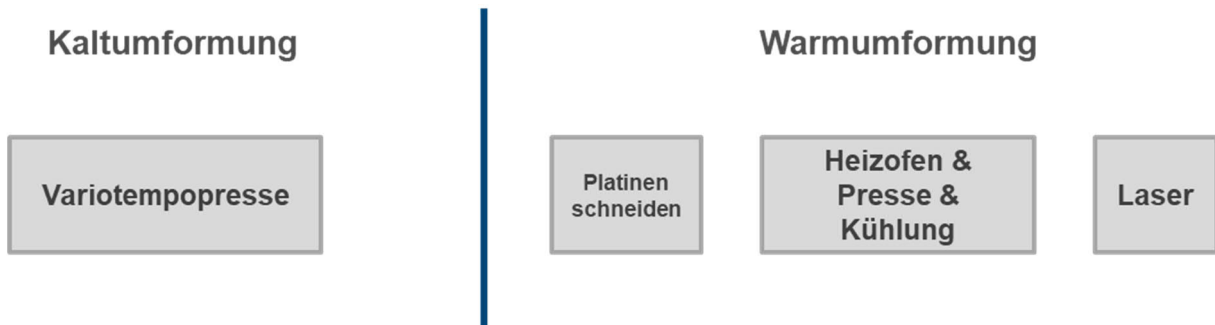 Kaltumformung
Variotempopresse
Warmumformung
Platinen
schneiden
Heizofen &
Presse &
Kühlung
Laser